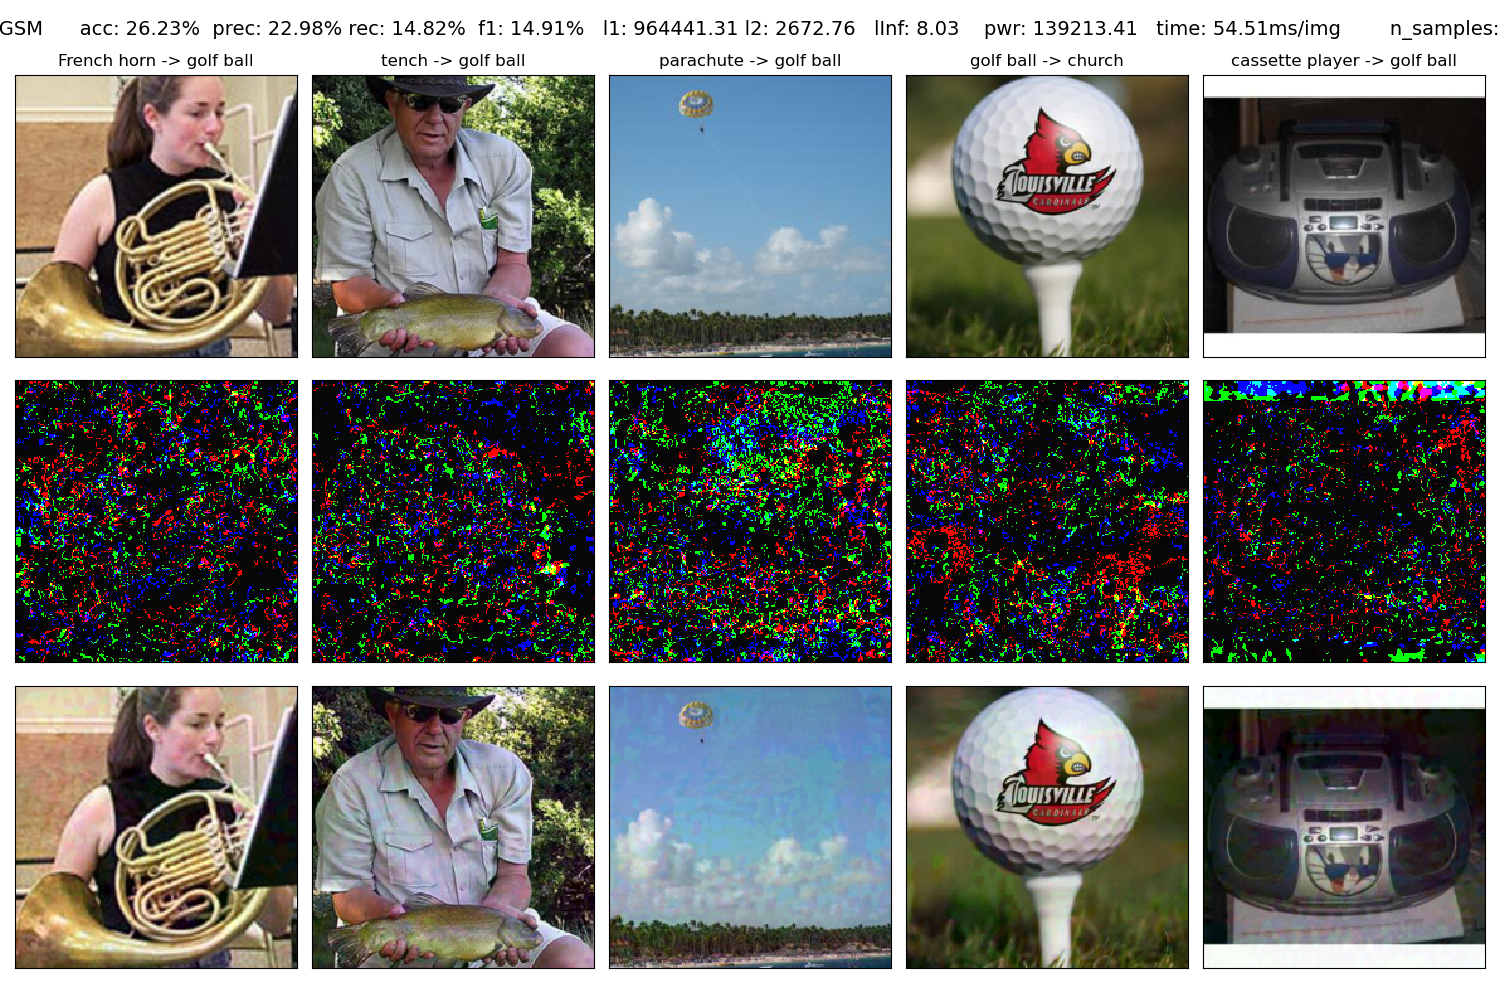 GSM acc: 26.23% prec: 22.98% rec: 14.82% f1: 14.91% l1: 964441.31 l2: 2672.76 lInf: 8.03 pwr: 139213.41 time: 54.51ms/img n_samples:
French horn -> golf ball
tench -> golf ball
parachute -> golf ball
golf ball -> church
cassette player -> golf ball
LOUISVILLE
CARDINALS
LOUISVILLE
CARDINALS